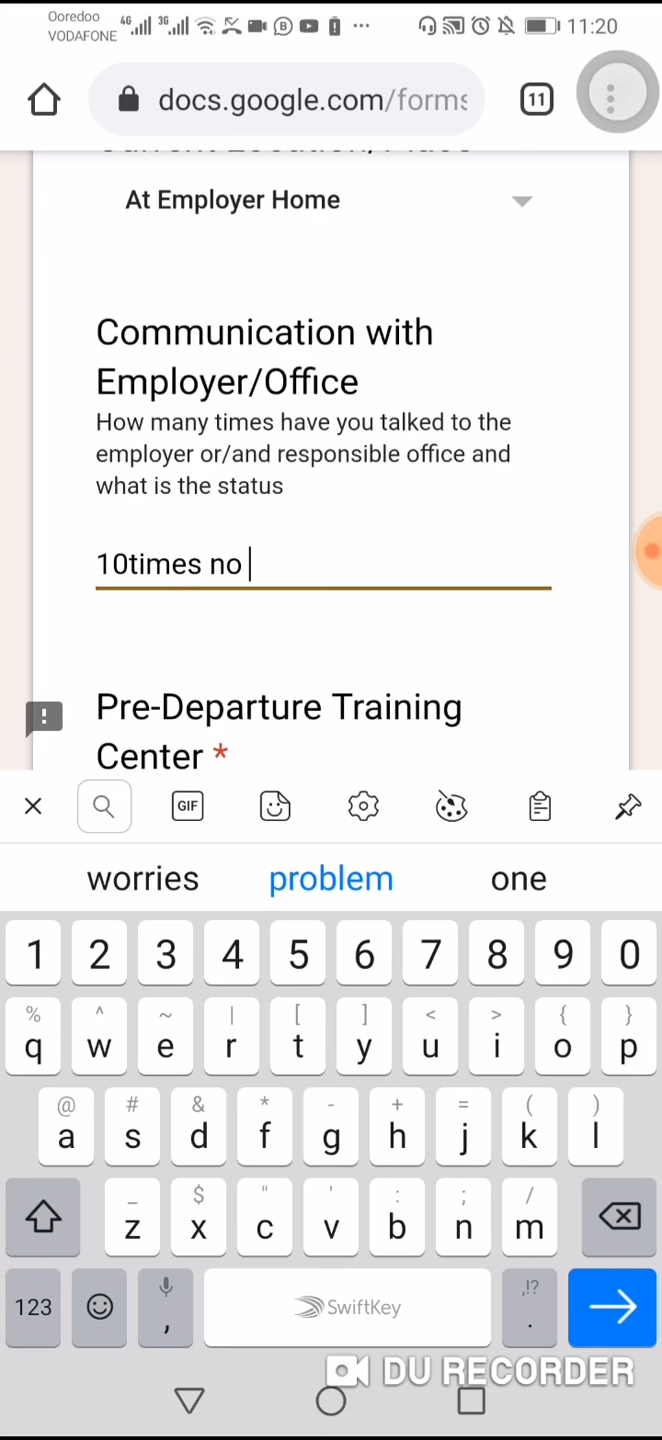 Ooredoo
VODAFONE
4G 3G B 11:20
docs.google.com/forms
11
At Employer Home
Communication with
Employer/Office
How many times have you talked to the
employer or/and responsible office and
what is the status
10times no
Pre-Departure Training
Center *
GIF
worries problem one
1 2 3 4 5 6 7 8 9 0
% ^ ~ | [ ] < > { }
q w e r t y u i o p
@ # & * - + = ( )
a s d f g h j k l
_ $ " ' : ; /
z x c v b n m
123 , SwiftKey ,!? .
DU RECORDER